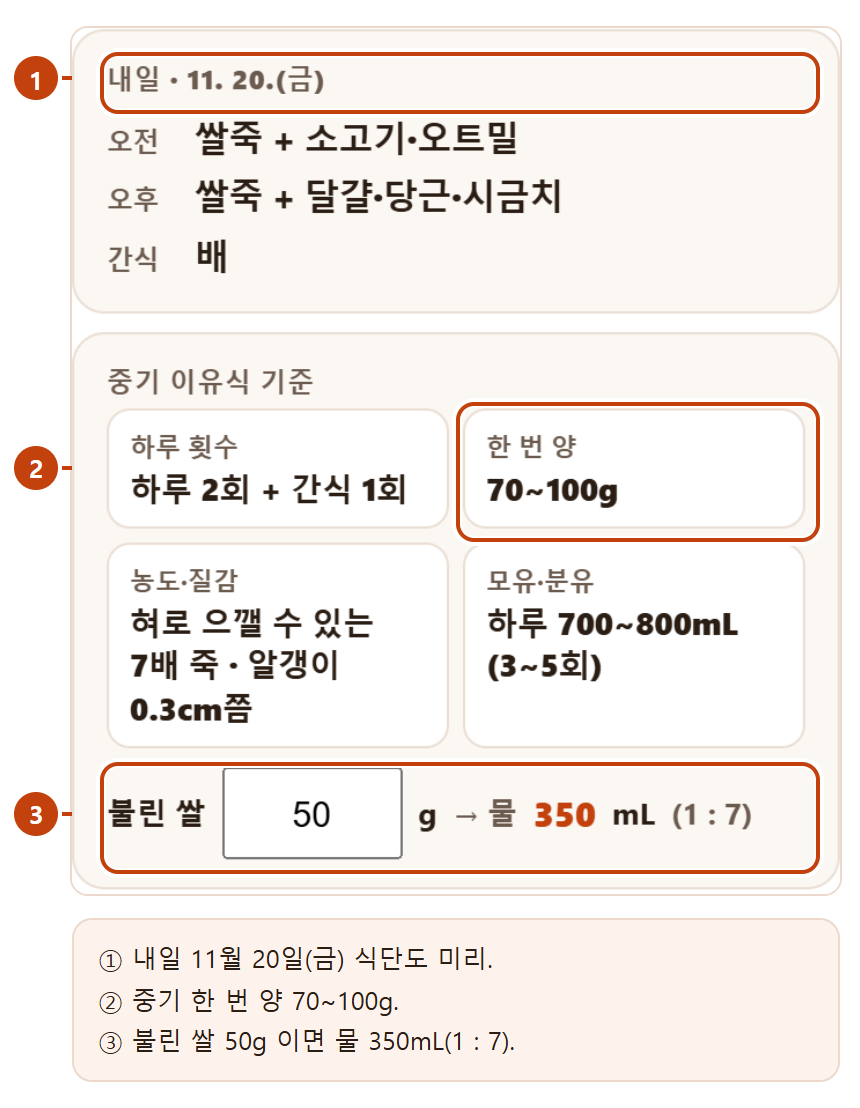 1
내일 · 11. 20.(금)
오전 쌀죽 + 소고기·오트밀
오후 쌀죽 + 달걀·당근·시금치
간식 배
중기 이유식 기준
2
하루 횟수
하루 2회 + 간식 1회
한 번 양
70~100g
농도·질감
혀로 으깰 수 있는
7배 죽 · 알갱이
0.3cm쯤
모유·분유
하루 700~800mL
(3~5회)
3
불린 쌀 50 g → 물 350 mL (1 : 7)
① 내일 11월 20일(금) 식단도 미리.
② 중기 한 번 양 70~100g.
③ 불린 쌀 50g 이면 물 350mL(1 : 7).